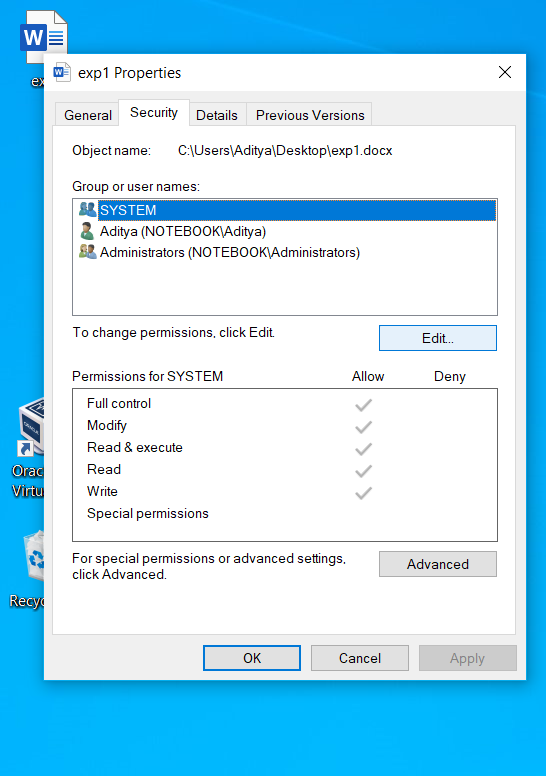 W
ex
W
exp1 Properties
General
Security
Details
Previous Versions
Object name: C:\Users\Aditya\Desktop\exp1.docx
Group or user names:
SYSTEM
Aditya (NOTEBOOK\Aditya)
Administrators (NOTEBOOK\Administrators)
To change permissions, click Edit.
Edit...
Permissions for SYSTEM Allow Deny
Full control
Modify
Read & execute
Read
Write
Special permissions
Orac
Virtu
For special permissions or advanced settings,
click Advanced.
Advanced
Recyc
OK
Cancel
Apply